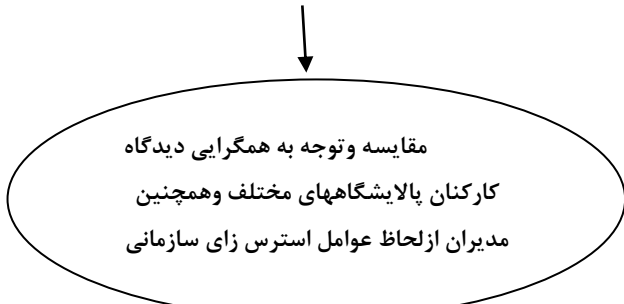 مقایسه وتوجه به همگرایی دیدگاه
کارکنان پالایشگاههای مختلف وهمچنین
مدیران ازلحاظ عوامل استرس زای سازمانی